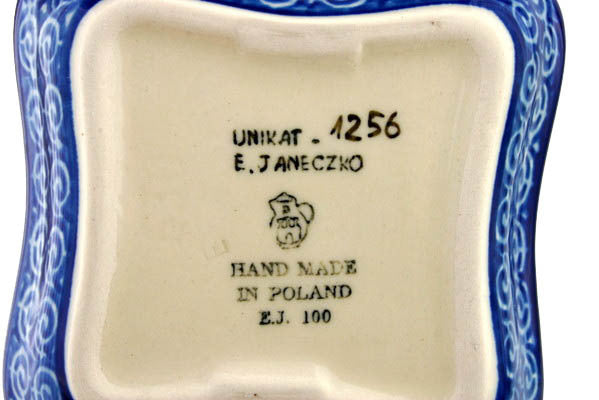 UNIKAT - 1256
E. JANECZKO
HAND MADE
IN POLAND
E.J. 100